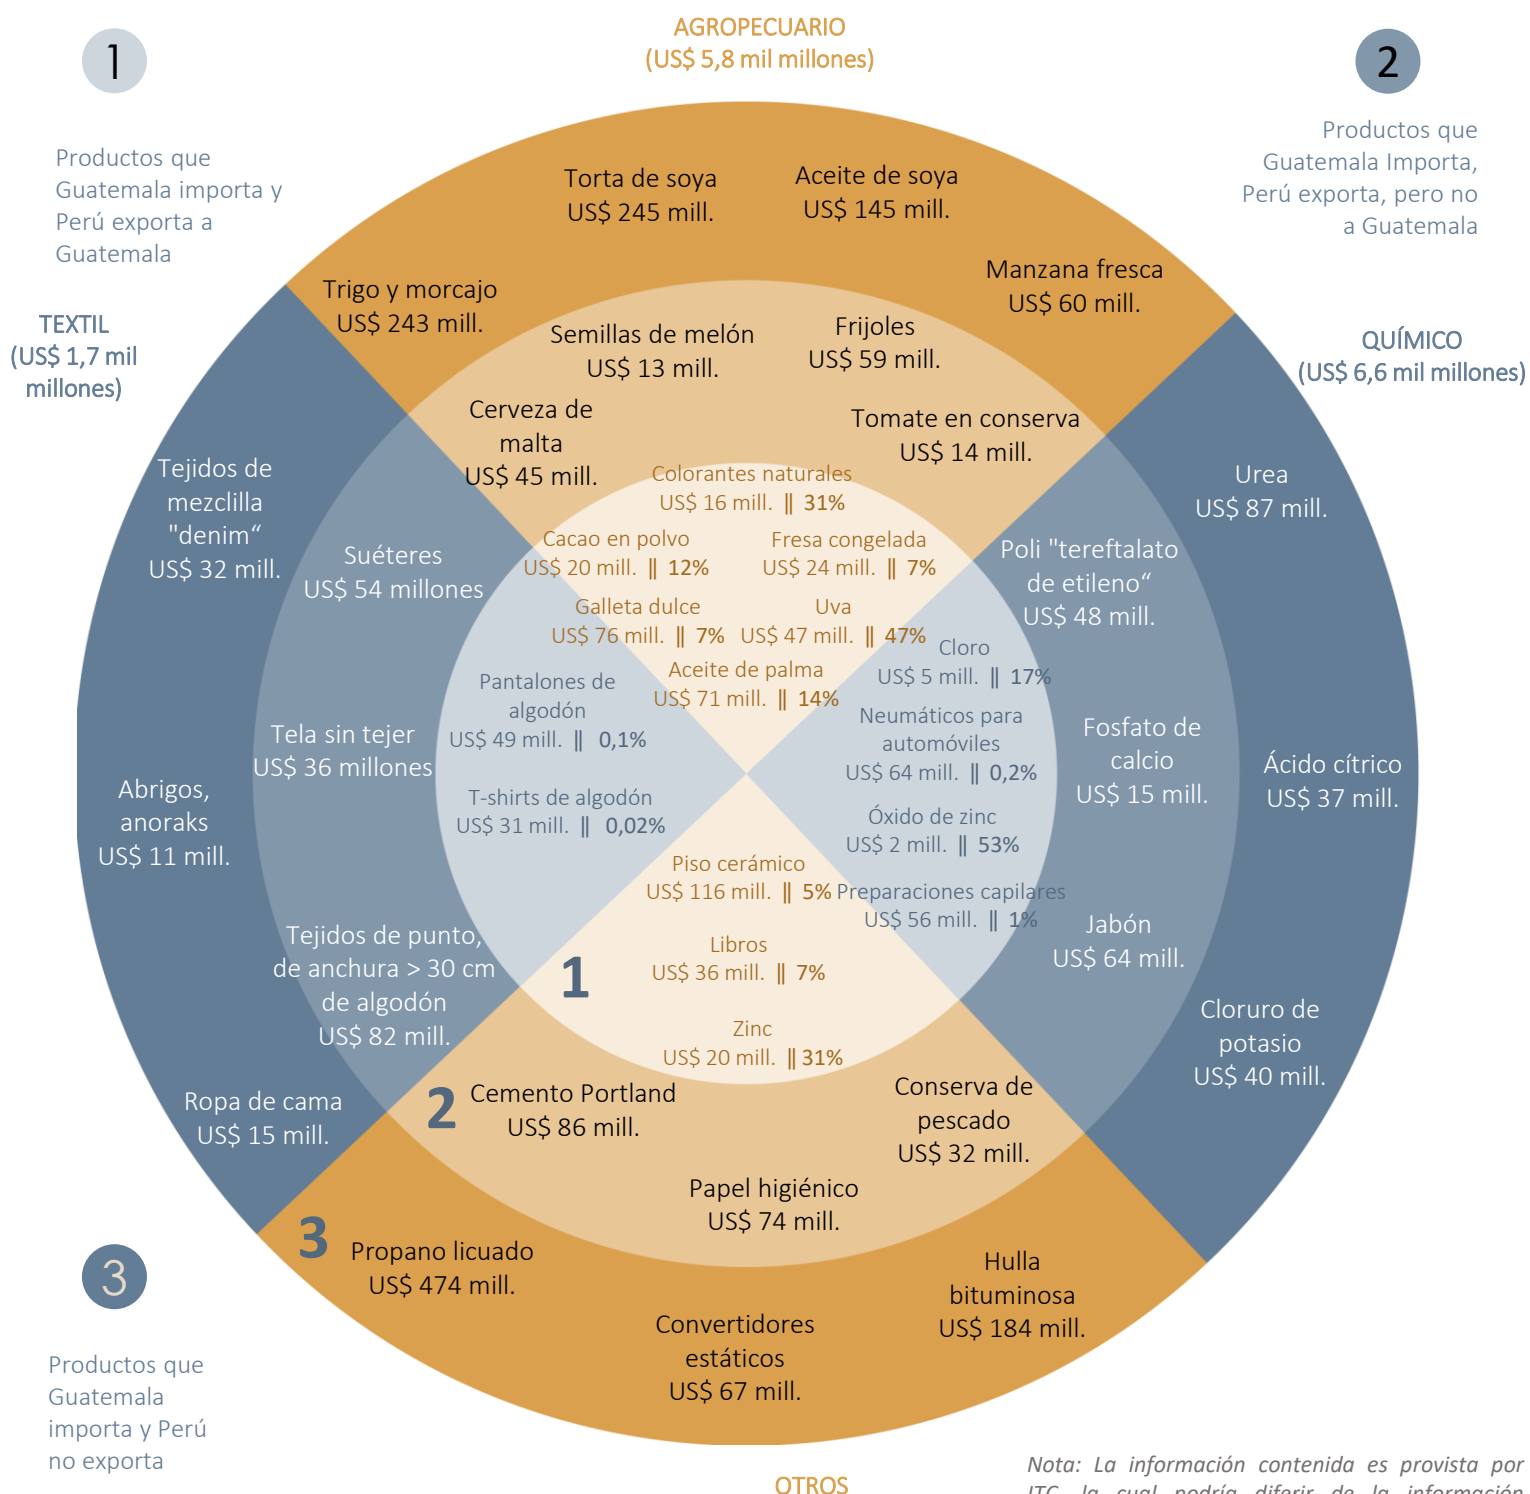 AGROPECUARIO
(US$ 5,8 mil millones)
1
2
Productos que
Guatemala importa y
Perú exporta a
Guatemala
Productos que
Guatemala Importa,
Perú exporta, pero no
a Guatemala
TEXTIL
(US$ 1,7 mil
millones)
QUÍMICO
(US$ 6,6 mil millones)
Torta de soya
US$ 245 mill.
Aceite de soya
US$ 145 mill.
Trigo y morcajo
US$ 243 mill.
Manzana fresca
US$ 60 mill.
Semillas de melón
US$ 13 mill.
Frijoles
US$ 59 mill.
Cerveza de
malta
US$ 45 mill.
Tomate en conserva
US$ 14 mill.
Colorantes naturales
US$ 16 mill. || 31%
Cacao en polvo
US$ 20 mill. || 12%
Fresa congelada
US$ 24 mill. || 7%
Galleta dulce
US$ 76 mill. || 7%
Uva
US$ 47 mill. || 47%
Aceite de palma
US$ 71 mill. || 14%
Tejidos de
mezclilla
"denim“
US$ 32 mill.
Suéteres
US$ 54 millones
Pantalones de
algodón
US$ 49 mill. || 0,1%
Tela sin tejer
US$ 36 millones
T-shirts de algodón
US$ 31 mill. || 0,02%
Abrigos,
anoraks
US$ 11 mill.
Tejidos de punto,
de anchura > 30 cm
de algodón
US$ 82 mill.
Ropa de cama
US$ 15 mill.
Urea
US$ 87 mill.
Poli "tereftalato
de etileno“
US$ 48 mill.
Cloro
US$ 5 mill. || 17%
Neumáticos para
automóviles
US$ 64 mill. || 0,2%
Óxido de zinc
US$ 2 mill. || 53%
Preparaciones capilares
US$ 56 mill. || 1%
Fosfato de
calcio
US$ 15 mill.
Ácido cítrico
US$ 37 mill.
Jabón
US$ 64 mill.
Cloruro de
potasio
US$ 40 mill.
Piso cerámico
US$ 116 mill. || 5%
Libros
US$ 36 mill. || 7%
Zinc
US$ 20 mill. || 31%
1
2
3
Cemento Portland
US$ 86 mill.
Conserva de
pescado
US$ 32 mill.
Papel higiénico
US$ 74 mill.
Propano licuado
US$ 474 mill.
Hulla
bituminosa
US$ 184 mill.
Convertidores
estáticos
US$ 67 mill.
3
Productos que
Guatemala
importa y Perú
no exporta
OTROS
Nota: La información contenida es provista por
ITC, la cual podría diferir de la información